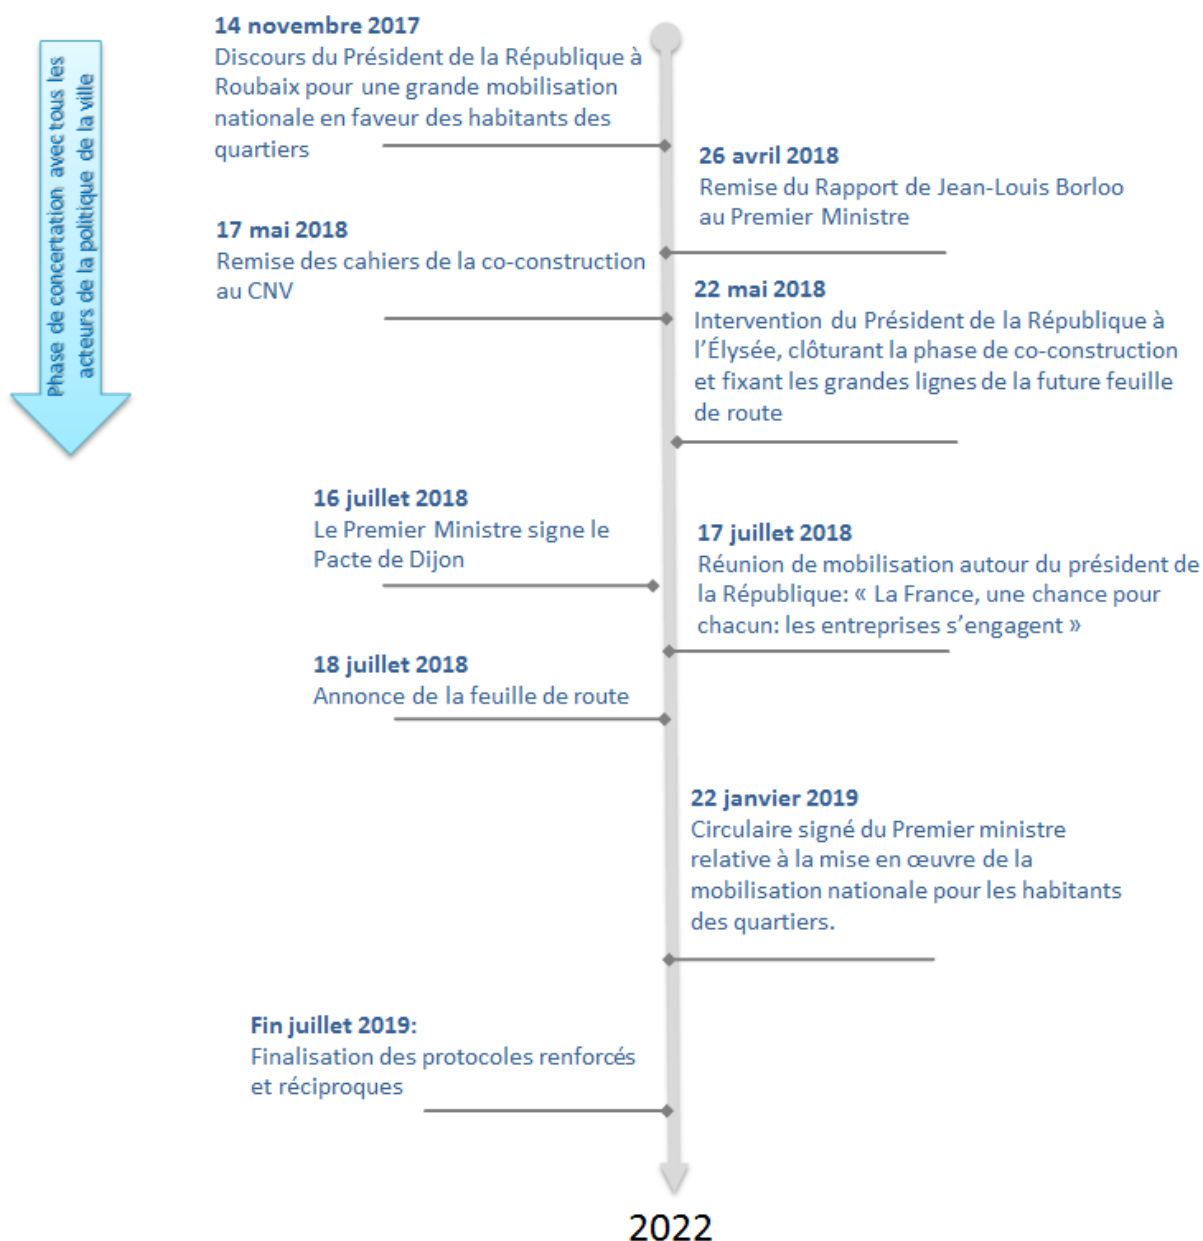 Phase de concertation avec tous les
acteurs de la politique de la ville
14 novembre 2017
Discours du Président de la République à
Roubaix pour une grande mobilisation
nationale en faveur des habitants des
quartiers
26 avril 2018
Remise du Rapport de Jean-Louis Borloo
au Premier Ministre
17 mai 2018
Remise des cahiers de la co-construction
au CNV
22 mai 2018
Intervention du Président de la République à
l’Élysée, clôturant la phase de co-construction
et fixant les grandes lignes de la future feuille
de route
16 juillet 2018
Le Premier Ministre signe le
Pacte de Dijon
17 juillet 2018
Réunion de mobilisation autour du président de
la République: « La France, une chance pour
chacun: les entreprises s’engagent »
18 juillet 2018
Annonce de la feuille de route
22 janvier 2019
Circulaire signé du Premier ministre
relative à la mise en œuvre de la
mobilisation nationale pour les habitants
des quartiers.
Fin juillet 2019:
Finalisation des protocoles renforcés
et réciproques
2022